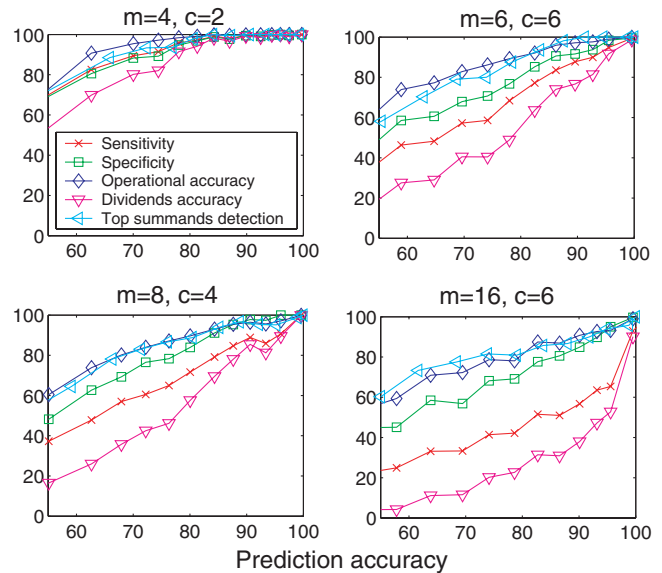 m=4, c=2
100
80
60
40
20
0
Sensitivity
Specificity
Operational accuracy
Dividends accuracy
Top summands detection
60 70 80 90 100
m=6, c=6
100
80
60
40
20
0
60 70 80 90 100
m=8, c=4
100
80
60
40
20
0
60 70 80 90 100
m=16, c=6
100
80
60
40
20
0
60 70 80 90 100
Prediction accuracy